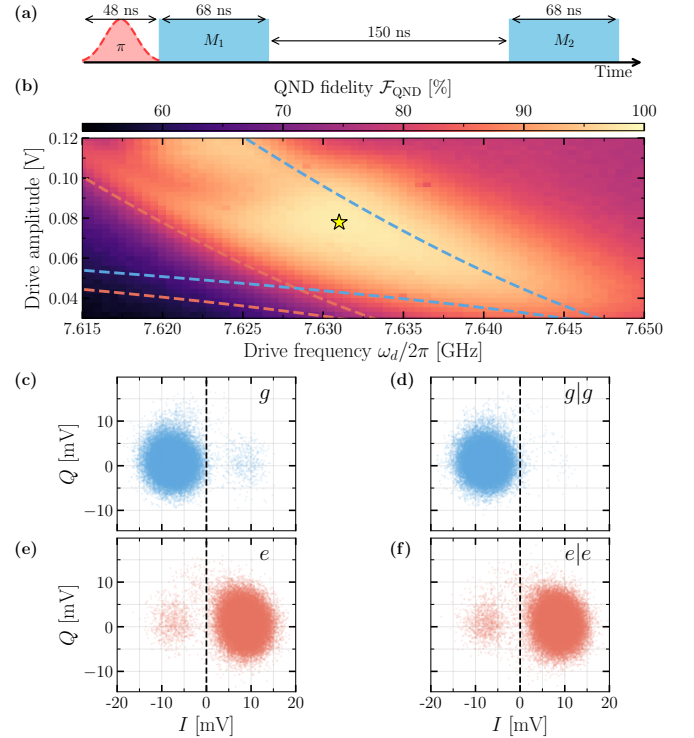 (a)
48 ns
68 ns
68 ns
150 ns
π
M₁
M₂
Time
(b)
QND fidelity 𝓕QND [%]
60 70 80 90 100
Drive amplitude [V]
0.12
0.10
0.08
0.06
0.04
7.615 7.620 7.625 7.630 7.635 7.640 7.645 7.650
Drive frequency ω_d/2π [GHz]
(c)
g
Q [mV]
10
0
−10
(d)
g|g
(e)
e
Q [mV]
10
0
−10
-20 -10 0 10 20
I [mV]
(f)
e|e
-20 -10 0 10 20
I [mV]